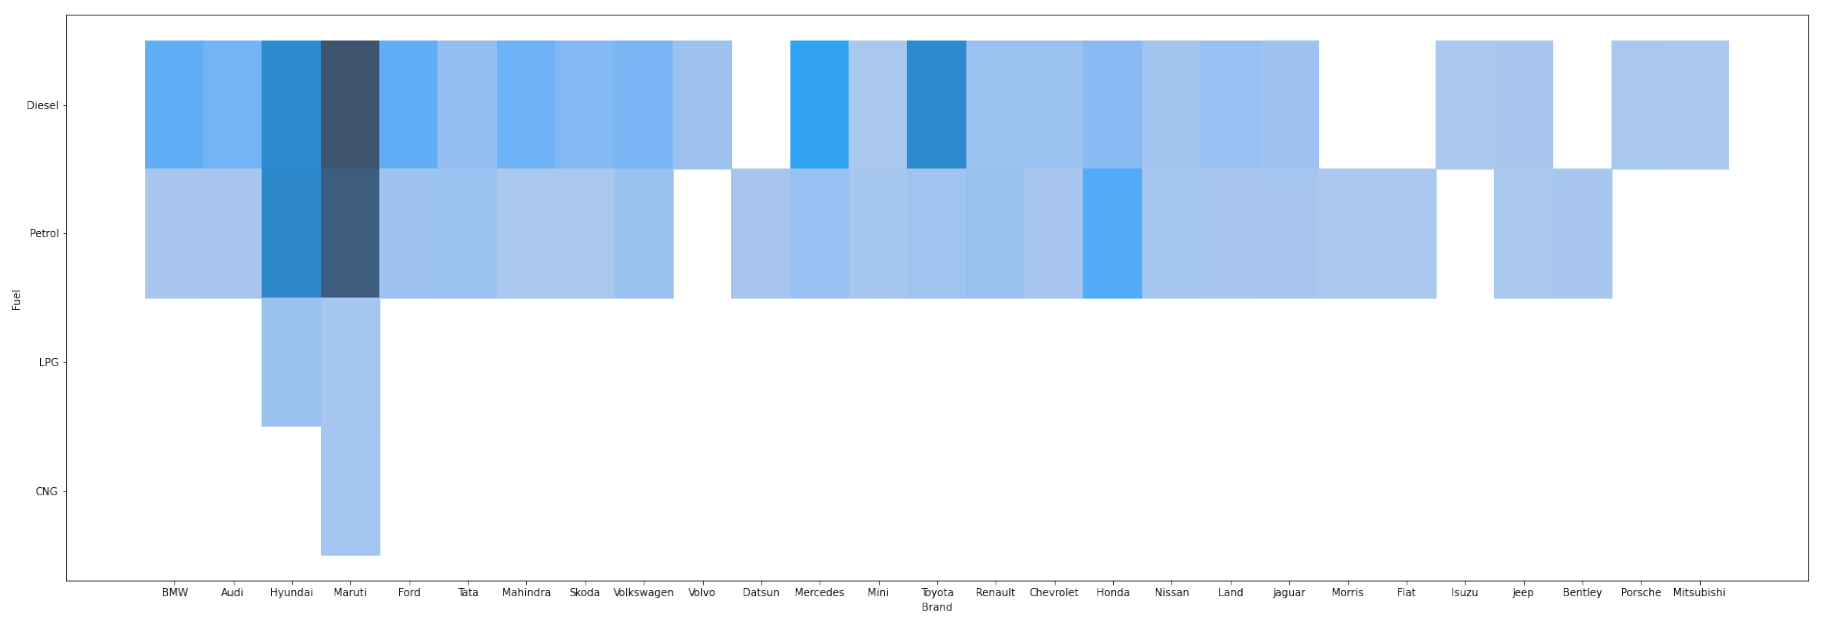 Diesel
Petrol
Fuel
LPG
CNG
BMW Audi Hyundai Maruti Ford Tata Mahindra Skoda Volkswagen Volvo Datsun Mercedes Mini Toyota Renault Chevrolet Honda Nissan Land Jaguar Morris Fiat Isuzu Jeep Bentley Porsche Mitsubishi
Brand